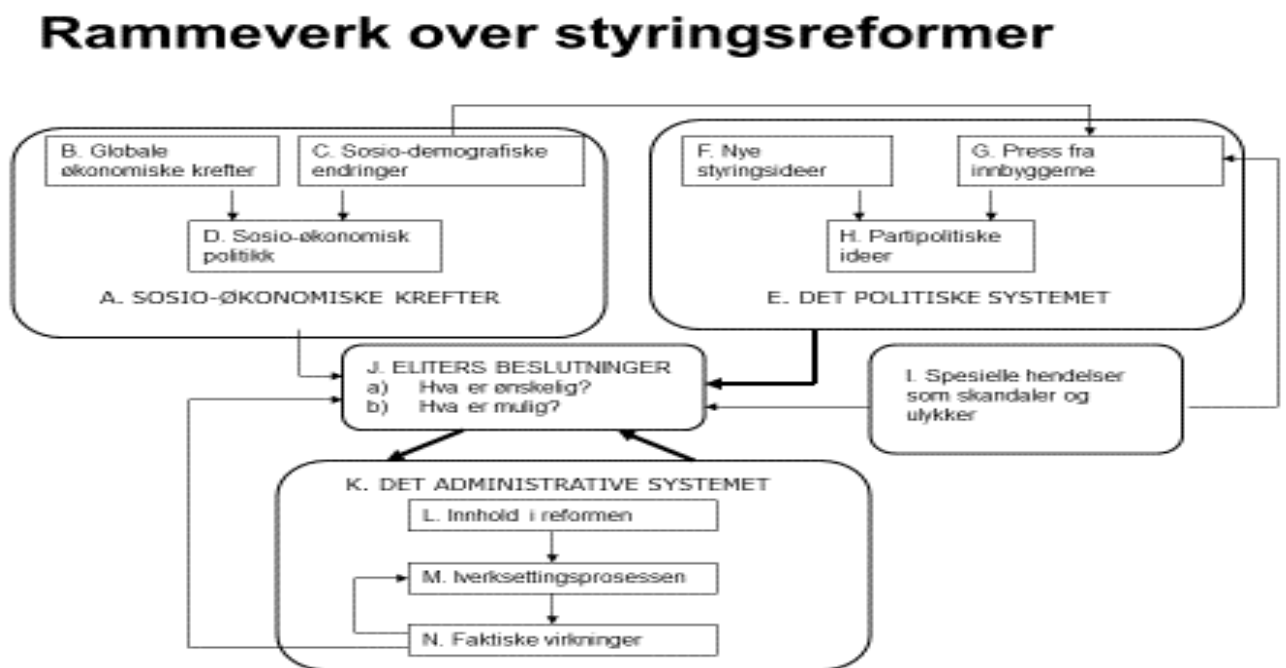 Rammeverk over styringsreformer
B. Globale
økonomiske krefter
C. Sosio-demografiske
endringer
D. Sosio-økonomisk
politikk
A. SOSIO-ØKONOMISKE KREFTER
F. Nye
styringsideer
G. Press fra
innbyggerne
H. Partipolitiske
ideer
E. DET POLITISKE SYSTEMET
J. ELITERS BESLUTNINGER
a) Hva er ønskelig?
b) Hva er mulig?
I. Spesielle hendelser
som skandaler og
ulykker
K. DET ADMINISTRATIVE SYSTEMET
L. Innhold i reformen
M. Iverksettingsprosessen
N. Faktiske virkninger